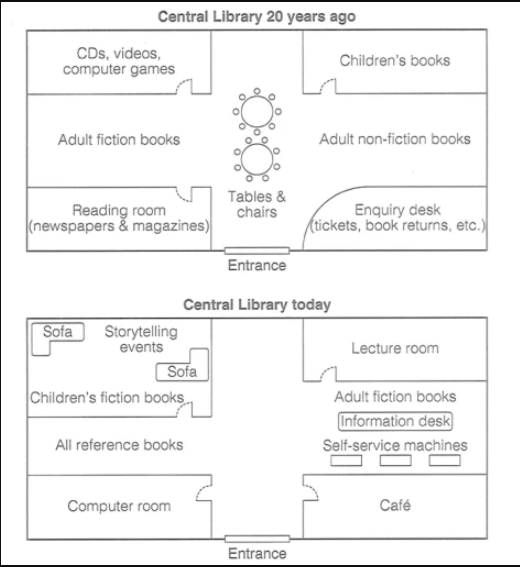 Central Library 20 years ago
CDs, videos,
computer games
Children's books
Adult fiction books
Adult non-fiction books
Tables &
chairs
Reading room
(newspapers & magazines)
Enquiry desk
(tickets, book returns, etc.)
Entrance
Central Library today
Sofa
Storytelling
events
Sofa
Children's fiction books
Lecture room
Adult fiction books
Information desk
Self-service machines
All reference books
Computer room
Café
Entrance